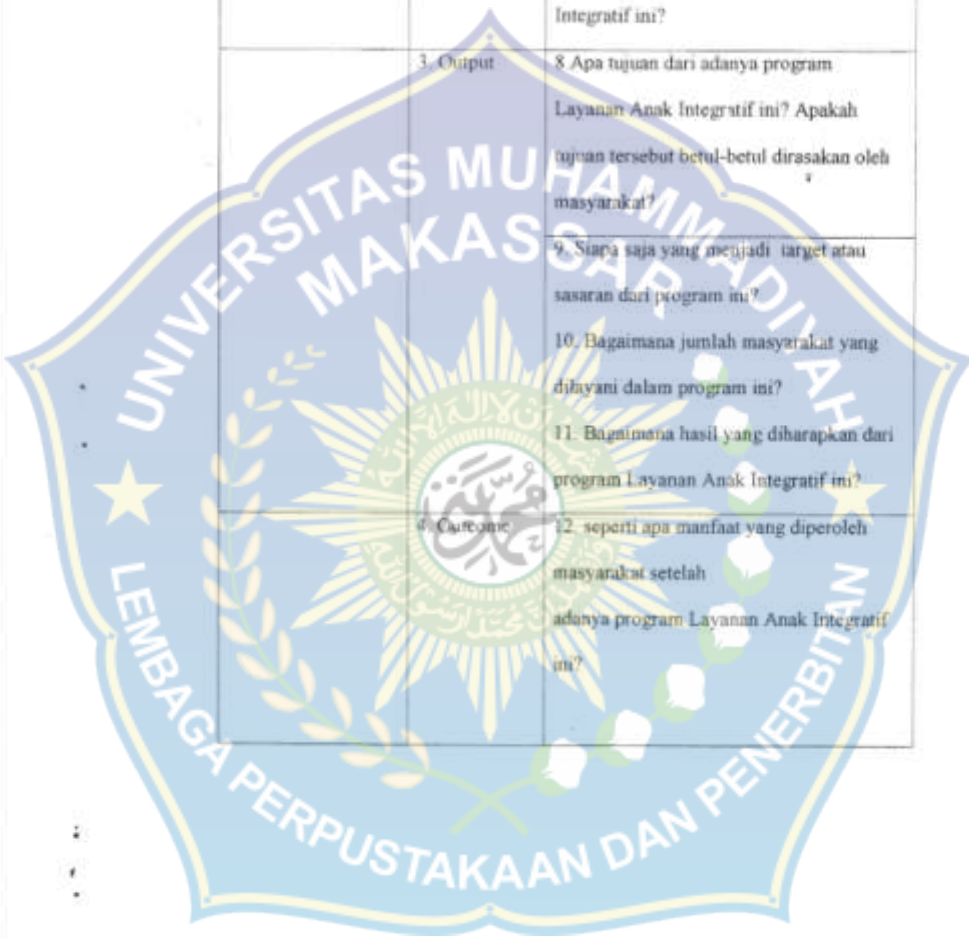 Integratif ini?
3. Output
8 Apa tujuan dari adanya program
Layanan Anak Integratif ini? Apakah
tujuan tersebut betul-betul dirasakan oleh
masyarakat?
9. Siapa saja yang menjadi target atau
sasaran dari program ini?
10. Bagaimana jumlah masyarakat yang
dilayani dalam program ini?
11. Bagaimana hasil yang diharapkan dari
program Layanan Anak Integratif ini?
4. Outcome
12. seperti apa manfaat yang diperoleh
masyarakat setelah
adanya program Layanan Anak Integratif
ini?
UNIVERSITAS MUHAMMADIYAH
MAKASSAR
LEMBAGA PERPUSTAKAAN DAN PENERBITAN